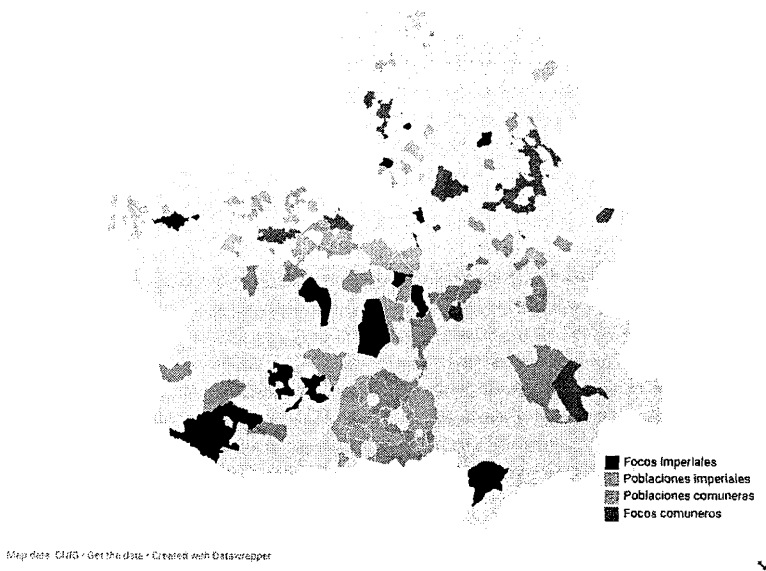 Focos Imperiales
Poblaciones imperiales
Poblaciones comuneras
Focos comuneros
Map data: CNIG • Get the data • Created with Datawrapper